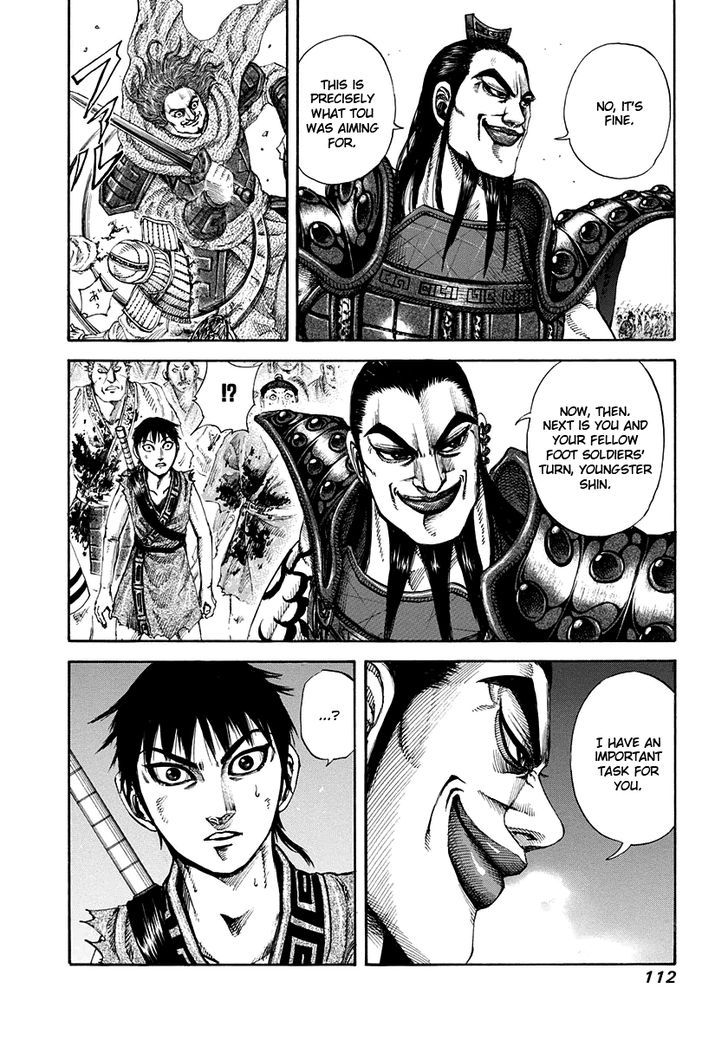 NO, IT'S
FINE.
THIS IS
PRECISELY
WHAT TOU
WAS AIMING
FOR.
!?
NOW, THEN.
NEXT IS YOU AND
YOUR FELLOW
FOOT SOLDIERS'
TURN, YOUNGSTER
SHIN.
I HAVE AN
IMPORTANT
TASK FOR
YOU.
...?
112